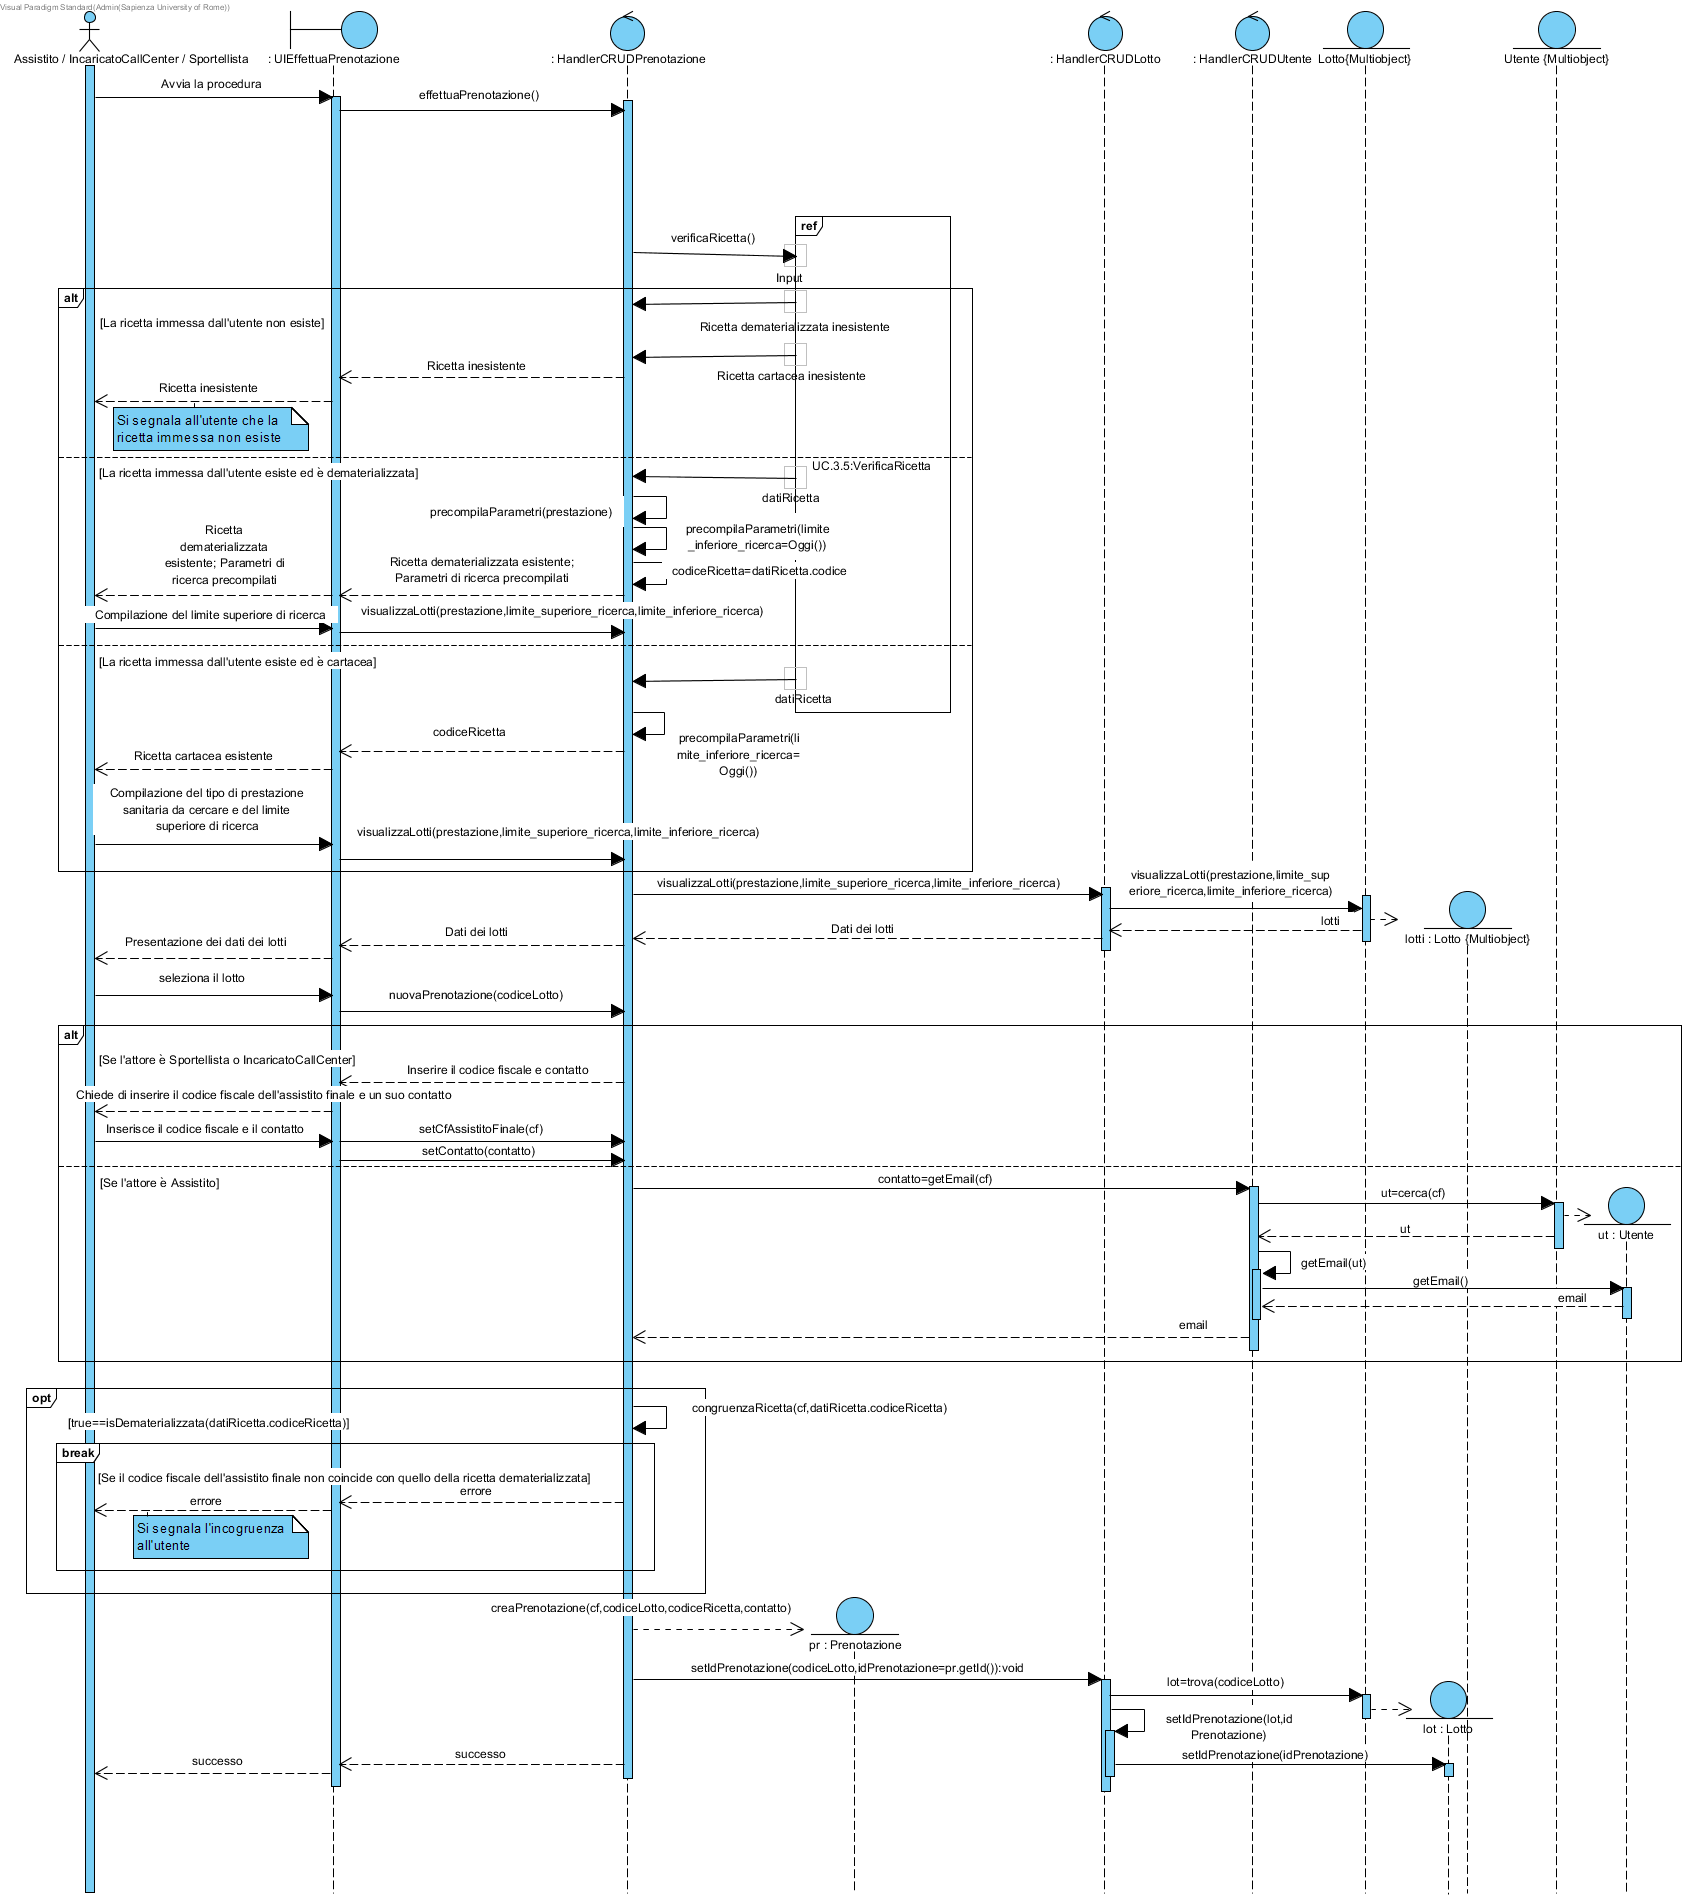 Visual Paradigm Standard(Admin(Sapienza University of Rome))
Assistito / IncaricatoCallCenter / Sportellista
: UIEffettuaPrenotazione
: HandlerCRUDPrenotazione
: HandlerCRUDLotto
: HandlerCRUDUtente
Lotto{Multiobject}
Utente {Multiobject}
Avvia la procedura
effettuaPrenotazione()
ref
verificaRicetta()
Input
alt
[La ricetta immessa dall'utente non esiste]
Ricetta dematerializzata inesistente
Ricetta inesistente
Ricetta cartacea inesistente
Ricetta inesistente
Si segnala all'utente che la
ricetta immessa non esiste
[La ricetta immessa dall'utente esiste ed è dematerializzata]
UC.3.5:VerificaRicetta
datiRicetta
precompilaParametri(prestazione)
precompilaParametri(limite
_inferiore_ricerca=Oggi())
Ricetta
dematerializzata
esistente; Parametri di
ricerca precompilati
Ricetta dematerializzata esistente;
Parametri di ricerca precompilati
codiceRicetta=datiRicetta.codice
Compilazione del limite superiore di ricerca
visualizzaLotti(prestazione,limite_superiore_ricerca,limite_inferiore_ricerca)
[La ricetta immessa dall'utente esiste ed è cartacea]
datiRicetta
codiceRicetta
precompilaParametri(li
mite_inferiore_ricerca=
Oggi())
Ricetta cartacea esistente
Compilazione del tipo di prestazione
sanitaria da cercare e del limite
superiore di ricerca
visualizzaLotti(prestazione,limite_superiore_ricerca,limite_inferiore_ricerca)
visualizzaLotti(prestazione,limite_superiore_ricerca,limite_inferiore_ricerca)
visualizzaLotti(prestazione,limite_sup
eriore_ricerca,limite_inferiore_ricerca)
lotti
lotti : Lotto {Multiobject}
Dati dei lotti
Dati dei lotti
Presentazione dei dati dei lotti
seleziona il lotto
nuovaPrenotazione(codiceLotto)
alt
[Se l'attore è Sportellista o IncaricatoCallCenter]
Inserire il codice fiscale e contatto
Chiede di inserire il codice fiscale dell'assistito finale e un suo contatto
Inserisce il codice fiscale e il contatto
setCfAssistitoFinale(cf)
setContatto(contatto)
[Se l'attore è Assistito]
contatto=getEmail(cf)
ut=cerca(cf)
ut
ut : Utente
getEmail(ut)
getEmail()
email
email
opt
[true==isDematerializzata(datiRicetta.codiceRicetta)]
congruenzaRicetta(cf,datiRicetta.codiceRicetta)
break
[Se il codice fiscale dell'assistito finale non coincide con quello della ricetta dematerializzata]
errore
errore
Si segnala l'incogruenza
all'utente
creaPrenotazione(cf,codiceLotto,codiceRicetta,contatto)
pr : Prenotazione
setIdPrenotazione(codiceLotto,idPrenotazione=pr.getId()):void
lot=trova(codiceLotto)
setIdPrenotazione(lot,id
Prenotazione)
lot : Lotto
setIdPrenotazione(idPrenotazione)
successo
successo